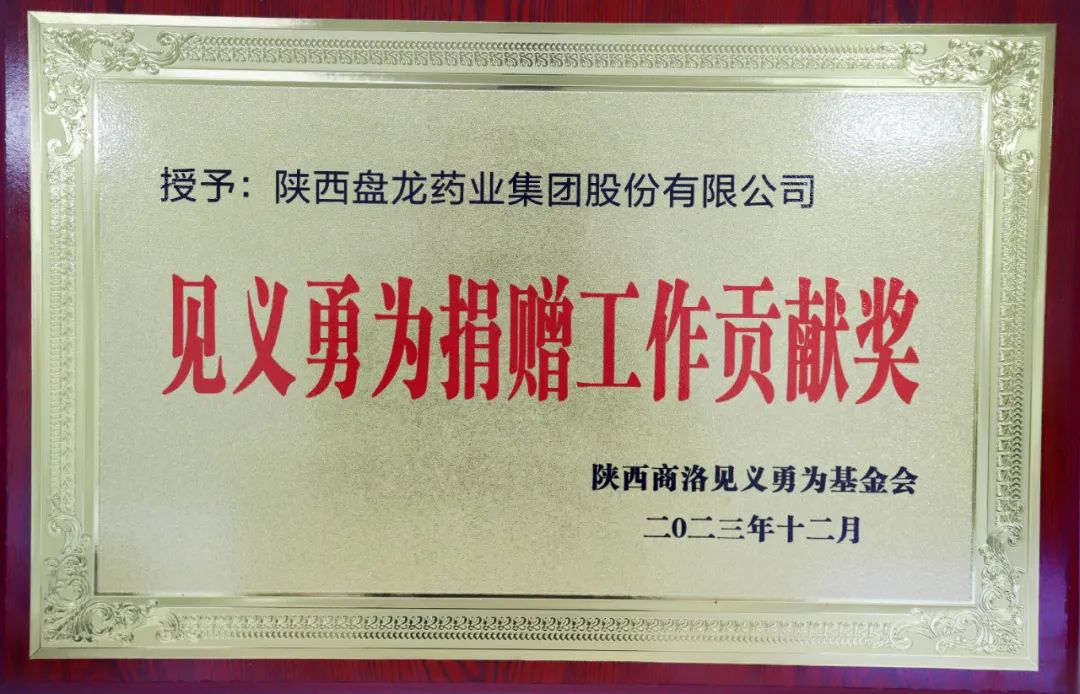 授予：陕西盘龙药业集团股份有限公司
见义勇为捐赠工作贡献奖
陕西商洛见义勇为基金会
二0二三年十二月